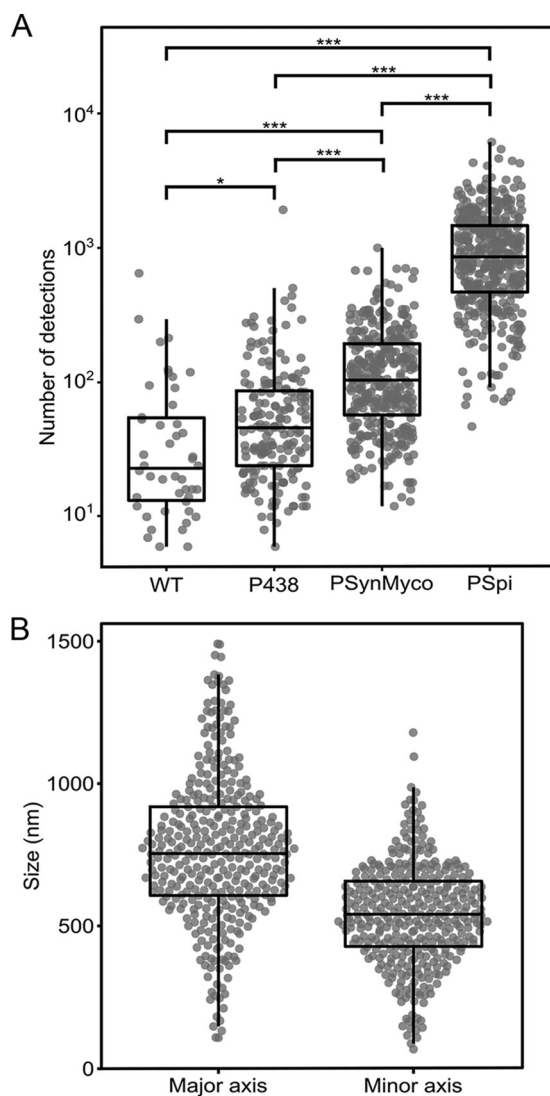 A
***
***
***
***
***
*
10⁴
10³
10²
10¹
Number of detections
WT P438 PSynMyco PSpi
B
1500
1000
500
0
Size (nm)
Major axis Minor axis